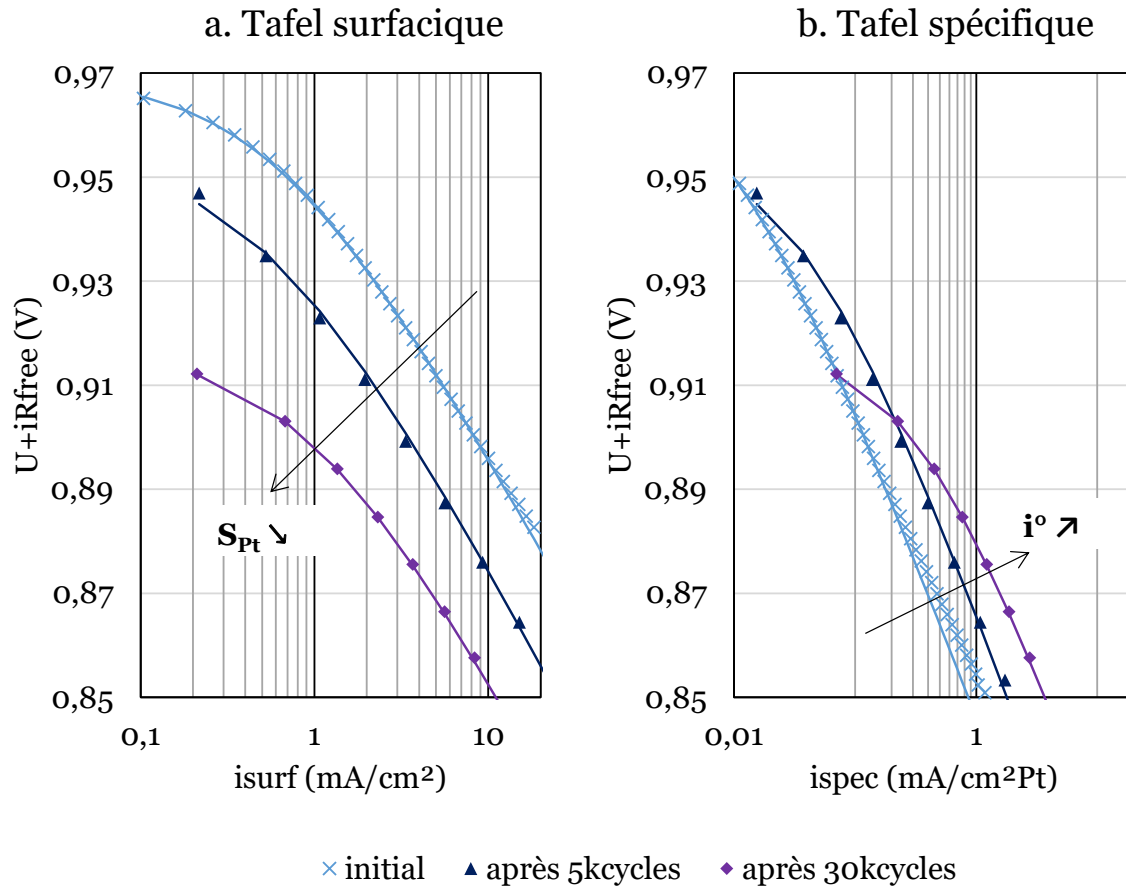 a. Tafel surfacique
0,97
0,95
0,93
0,91
0,89
0,87
0,85
U+iRfree (V)
S_Pt ↘
0,1
1
10
isurf (mA/cm²)
b. Tafel spécifique
0,97
0,95
0,93
0,91
0,89
0,87
0,85
U+iRfree (V)
i° ↗
0,01
1
ispec (mA/cm²Pt)
initial
après 5kcycles
après 30kcycles